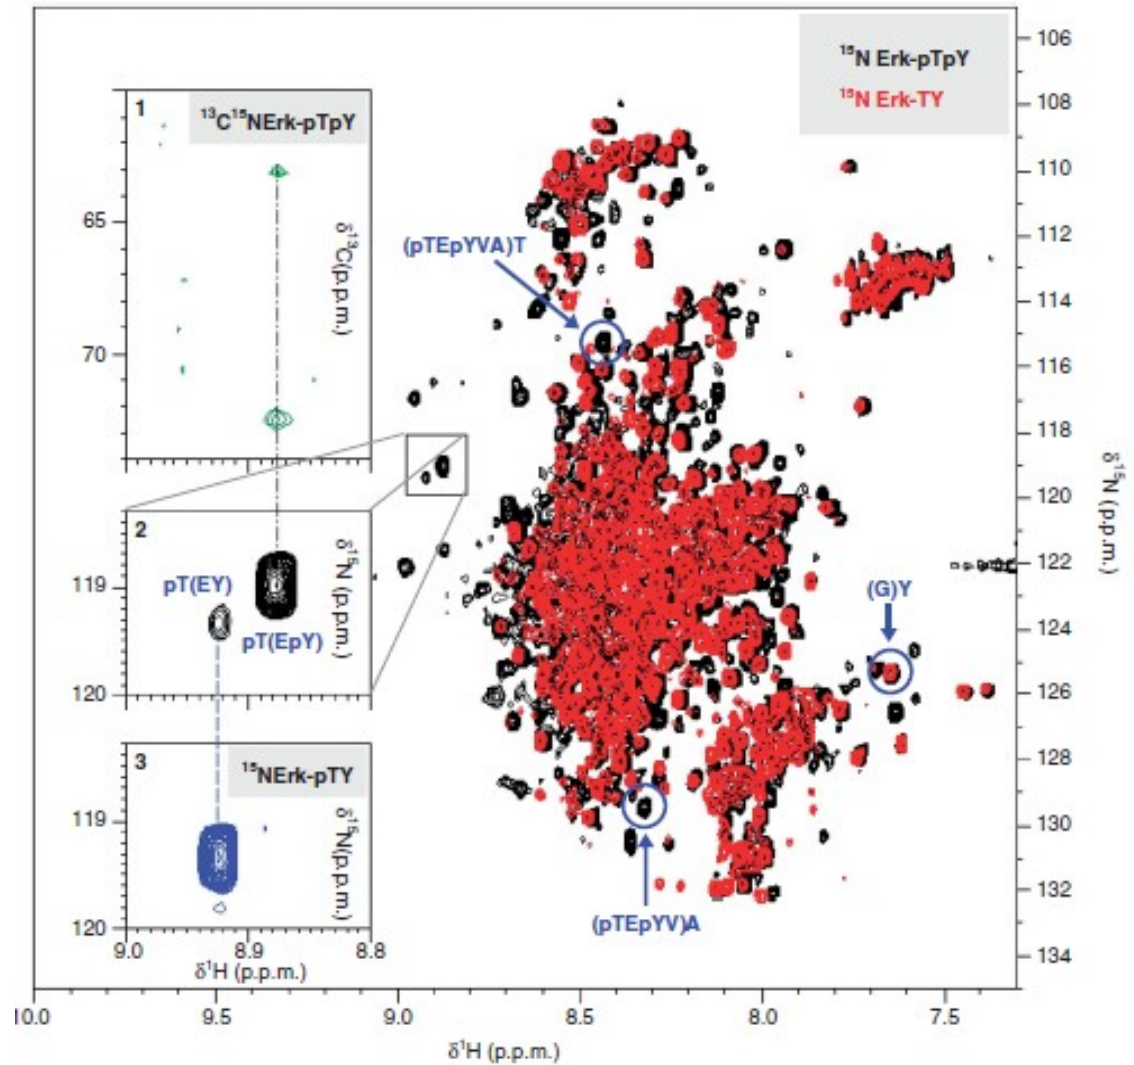 ¹⁵N Erk-pTpY
¹⁵N Erk-TY
1
¹³C¹⁵NErk-pTpY
65
70
δ¹³C(p.p.m.)
2
pT(EY)
pT(EpY)
119
120
δ¹⁵N (p.p.m.)
3
¹⁵NErk-pTY
119
120
δ¹⁵N(p.p.m.)
9.0 8.9 8.8
δ¹H (p.p.m.)
(pTEpYVA)T
(G)Y
(pTEpYV)A
106
108
110
112
114
116
118
120
122
124
126
128
130
132
134
δ¹⁵N (p.p.m.)
10.0 9.5 9.0 8.5 8.0 7.5
δ¹H (p.p.m.)